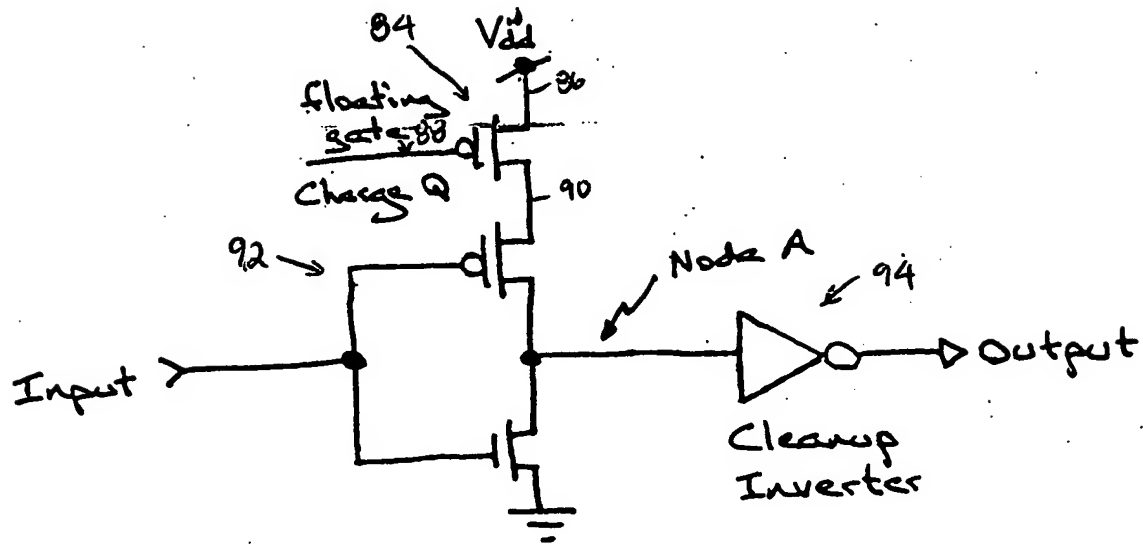 84
Vdd
86
floating
gate 88
Charge Q
90
92
Node A
94
Input
Output
Cleanup
Inverter